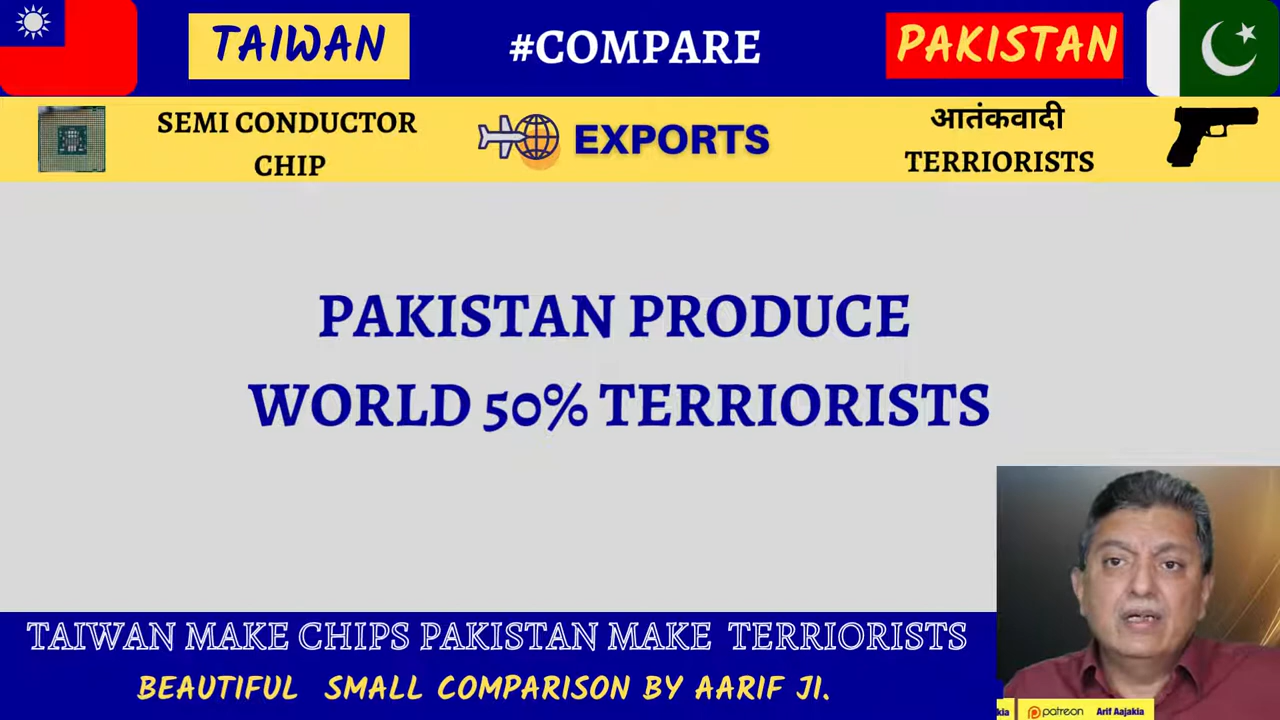 TAIWAN
#COMPARE
PAKISTAN
SEMI CONDUCTOR
CHIP
EXPORTS
आतंकवादी
TERRIORISTS
PAKISTAN PRODUCE
WORLD 50% TERRIORISTS
TAIWAN MAKE CHIPS PAKISTAN MAKE TERRIORISTS
BEAUTIFUL SMALL COMPARISON BY AARIF JI.
kia
patreon
Arif Aajakia